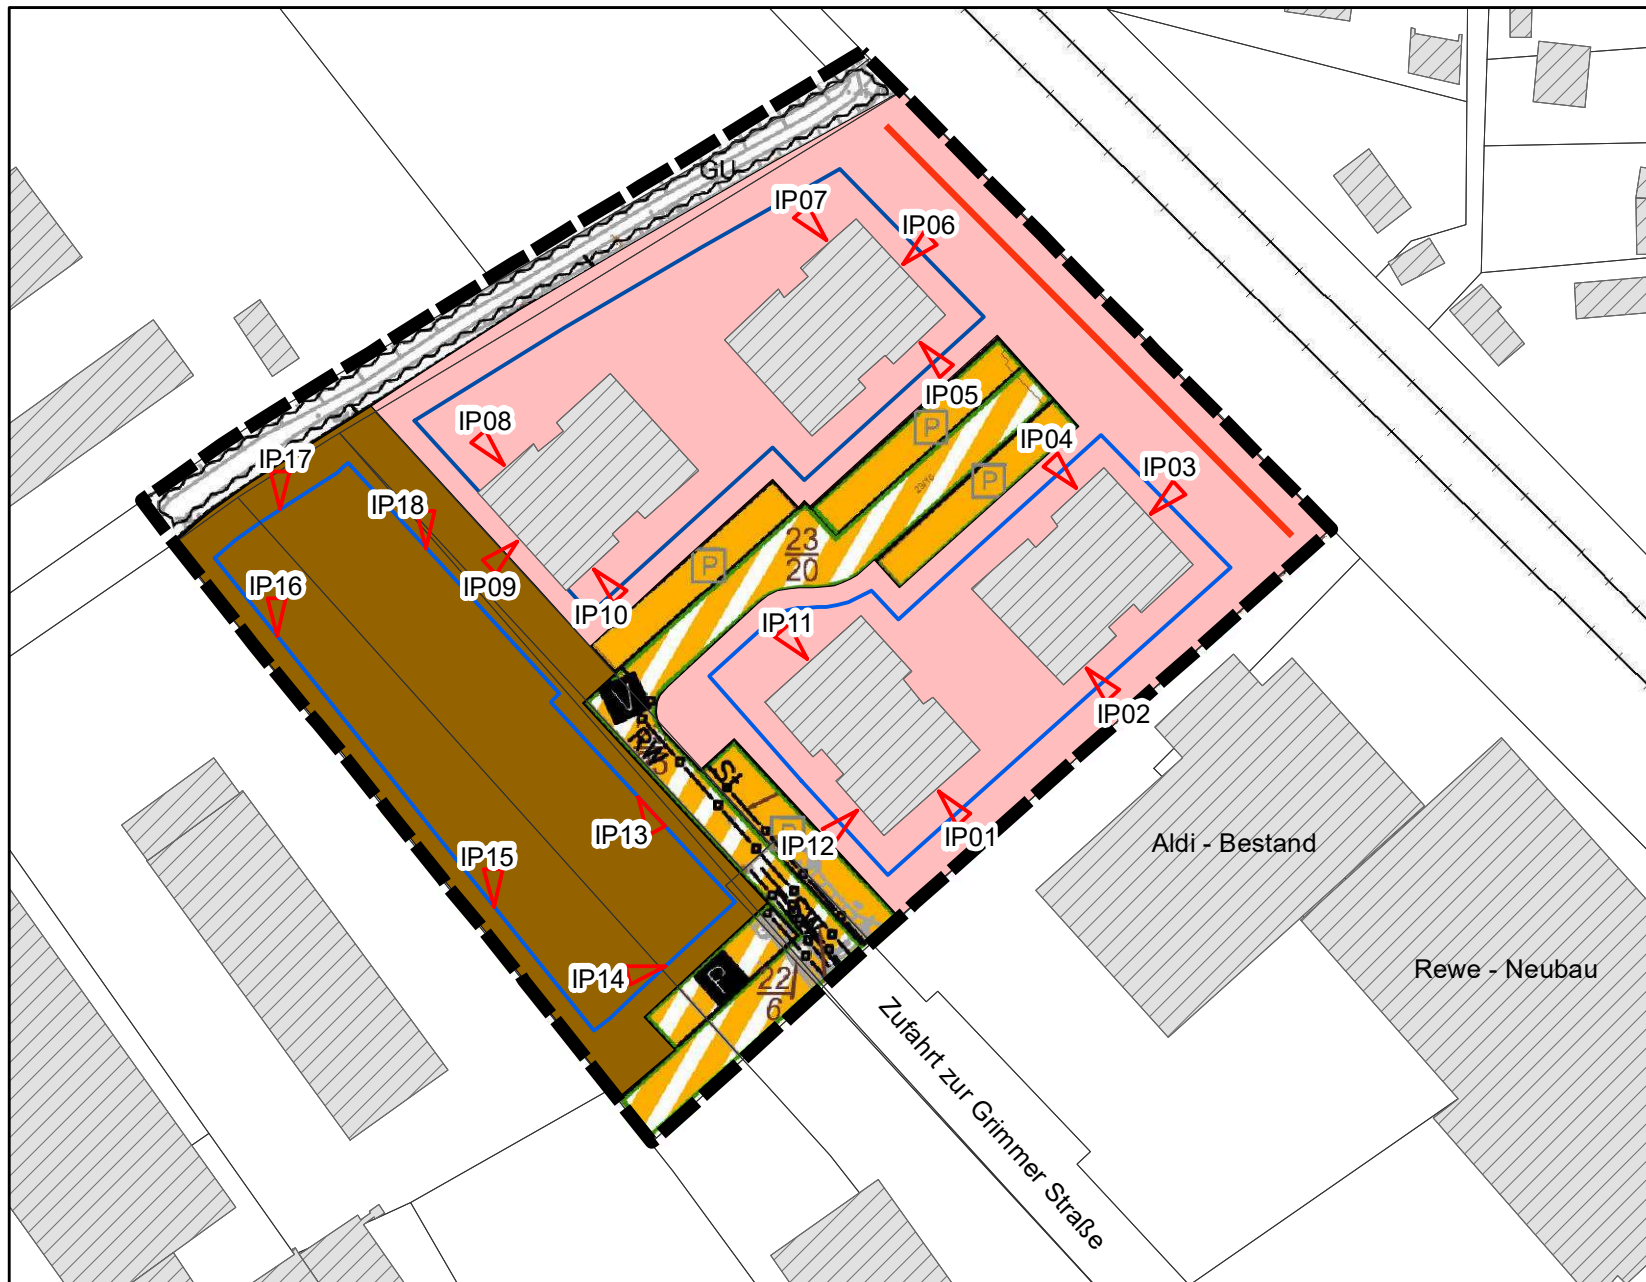 GU
IP07
IP06
IP08
IP05
P
IP04
IP17
IP03
IP18
P
23
20
P
IP16
IP09
IP10
IP11
IP02
RW
St
IP13
IP12
IP01
P
Aldi - Bestand
IP15
IP14
22
6
Rewe - Neubau
Zufahrt zur Grimmer Straße